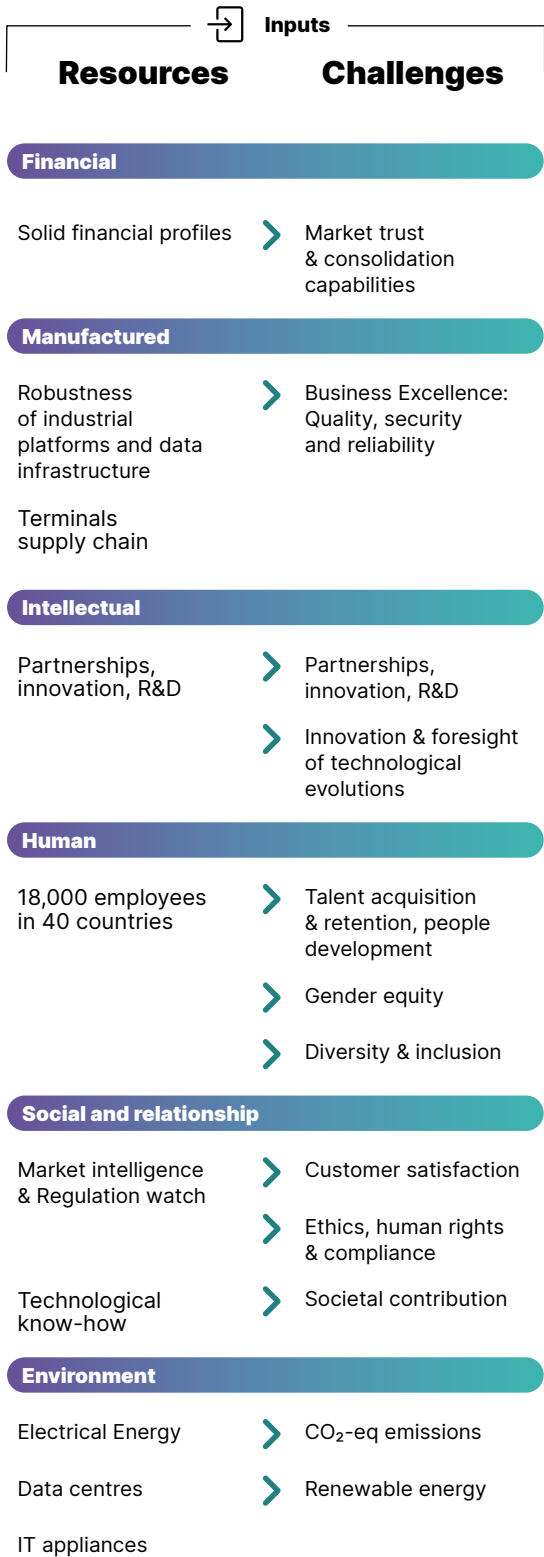 Inputs
Resources
Challenges
Financial
Solid financial profiles
Market trust
& consolidation
capabilities
Manufactured
Robustness
of industrial
platforms and data
infrastructure
Terminals
supply chain
Business Excellence:
Quality, security
and reliability
Intellectual
Partnerships,
innovation, R&D
Partnerships,
innovation, R&D
Innovation & foresight
of technological
evolutions
Human
18,000 employees
in 40 countries
Talent acquisition
& retention, people
development
Gender equity
Diversity & inclusion
Social and relationship
Market intelligence
& Regulation watch
Customer satisfaction
Ethics, human rights
& compliance
Technological
know-how
Societal contribution
Environment
Electrical Energy
CO₂-eq emissions
Data centres
Renewable energy
IT appliances